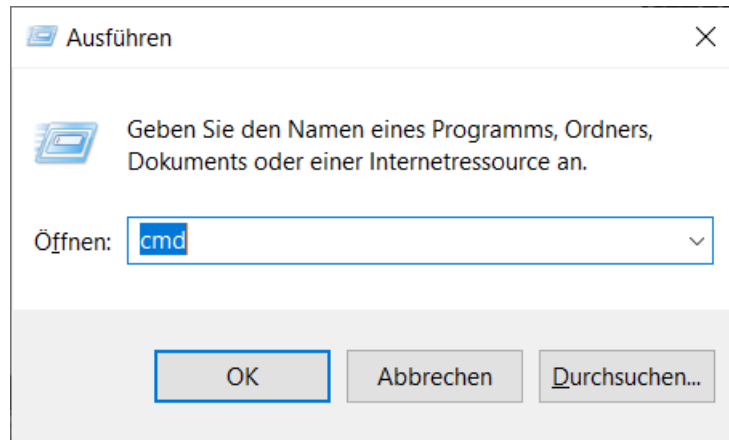 Ausführen
Geben Sie den Namen eines Programms, Ordners,
Dokuments oder einer Internetressource an.
Öffnen: cmd
OK Abbrechen Durchsuchen...